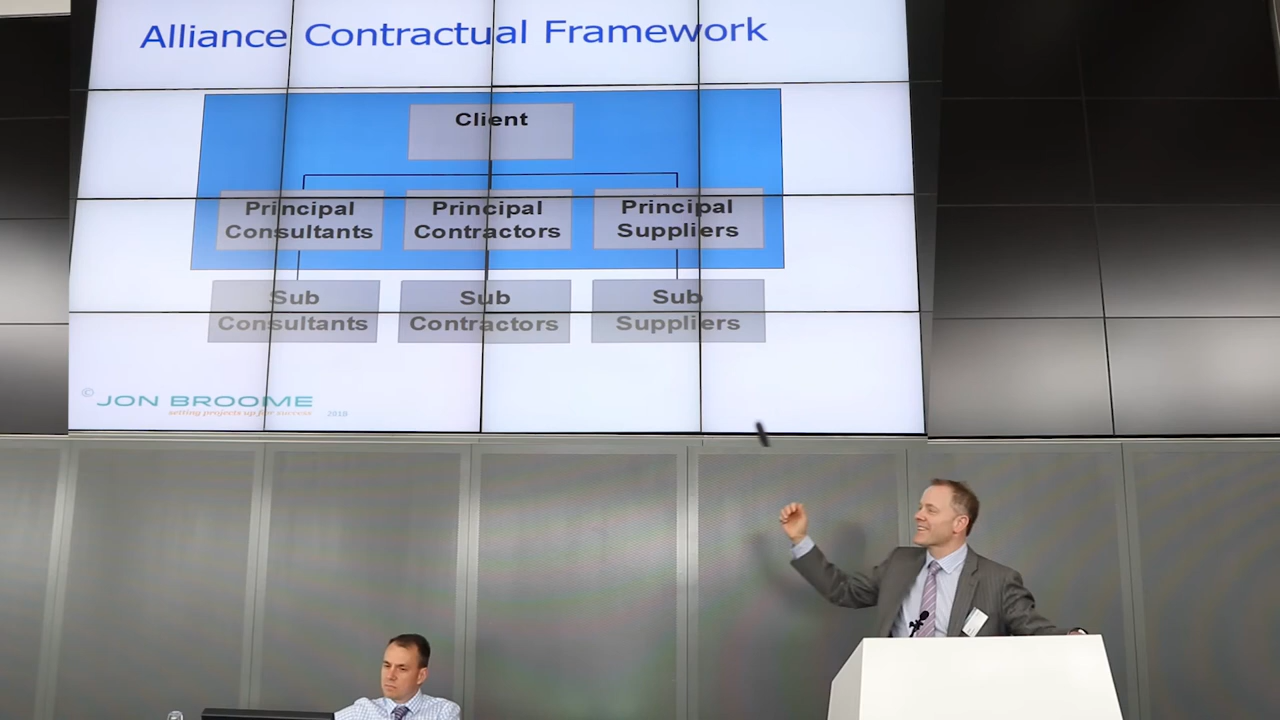 Alliance Contractual Framework
Client
Principal Consultants
Principal Contractors
Principal Suppliers
Sub Consultants
Sub Contractors
Sub Suppliers
© JON BROOME
setting projects up for success 2018